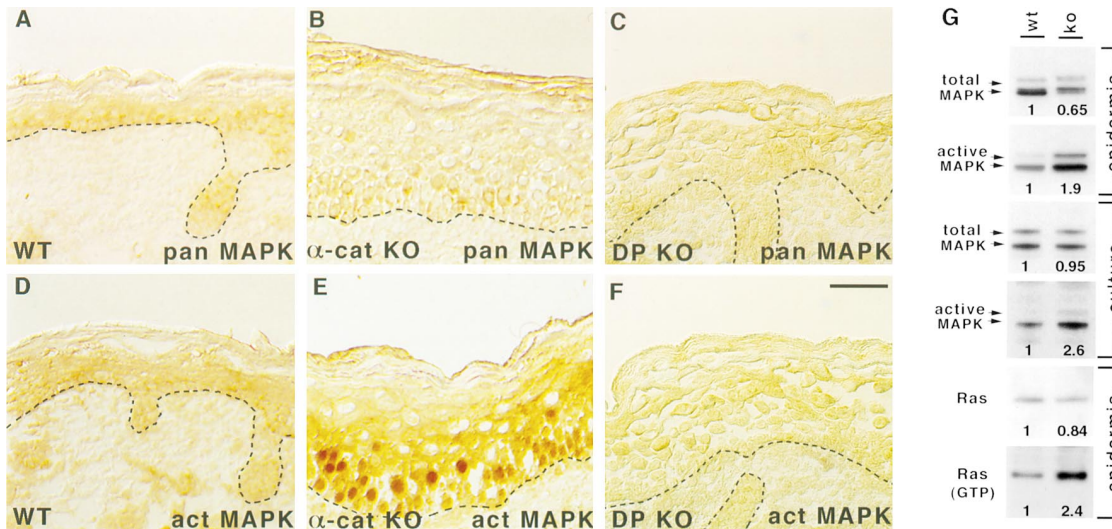 A
B
C
WT pan MAPK
α-cat KO pan MAPK
DP KO pan MAPK
D
E
F
WT act MAPK
α-cat KO act MAPK
DP KO act MAPK
G
wt
ko
total
MAPK
1 0.65
active
MAPK
1 1.9
total
MAPK
1 0.95
active
MAPK
1 2.6
Ras
1 0.84
Ras
(GTP)
1 2.4